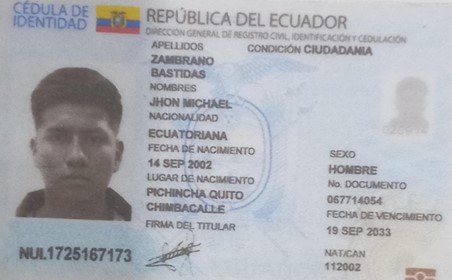 CÉDULA DE
IDENTIDAD
REPÚBLICA DEL ECUADOR
DIRECCIÓN GENERAL DE REGISTRO CIVIL, IDENTIFICACIÓN Y CEDULACIÓN
APELLIDOS
CONDICIÓN CIUDADANIA
ZAMBRANO
BASTIDAS
NOMBRES
JHON MICHAEL
NACIONALIDAD
ECUATORIANA
FECHA DE NACIMIENTO
14 SEP 2002
LUGAR DE NACIMIENTO
PICHINCHA QUITO
CHIMBACALLE
FIRMA DEL TITULAR
SEXO
HOMBRE
No. DOCUMENTO
067714054
FECHA DE VENCIMIENTO
19 SEP 2033
NAT/CAN
112002
NUI.1725167173